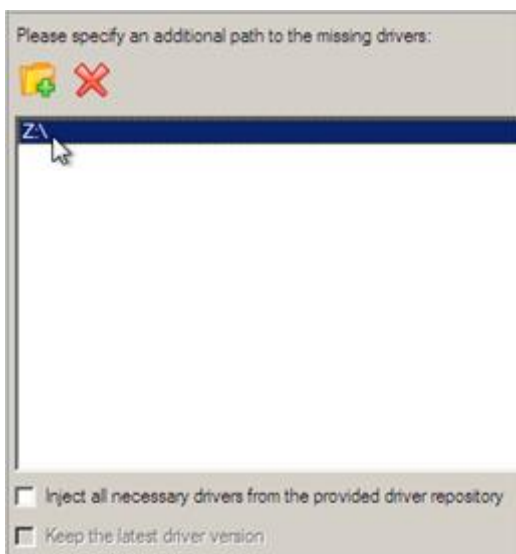 Please specify an additional path to the missing drivers:
Z:\
Inject all necessary drivers from the provided driver repository
Keep the latest driver version